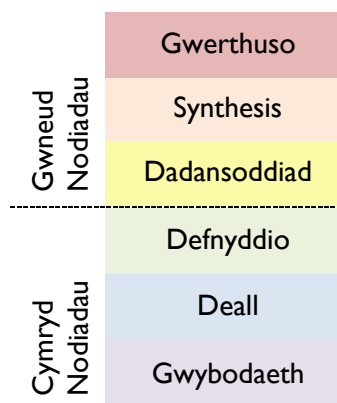 Gwneud
Nodiadau
Gwerthuso
Synthesis
Dadansoddiad
Cymryd
Nodiadau
Defnyddio
Deall
Gwybodaeth